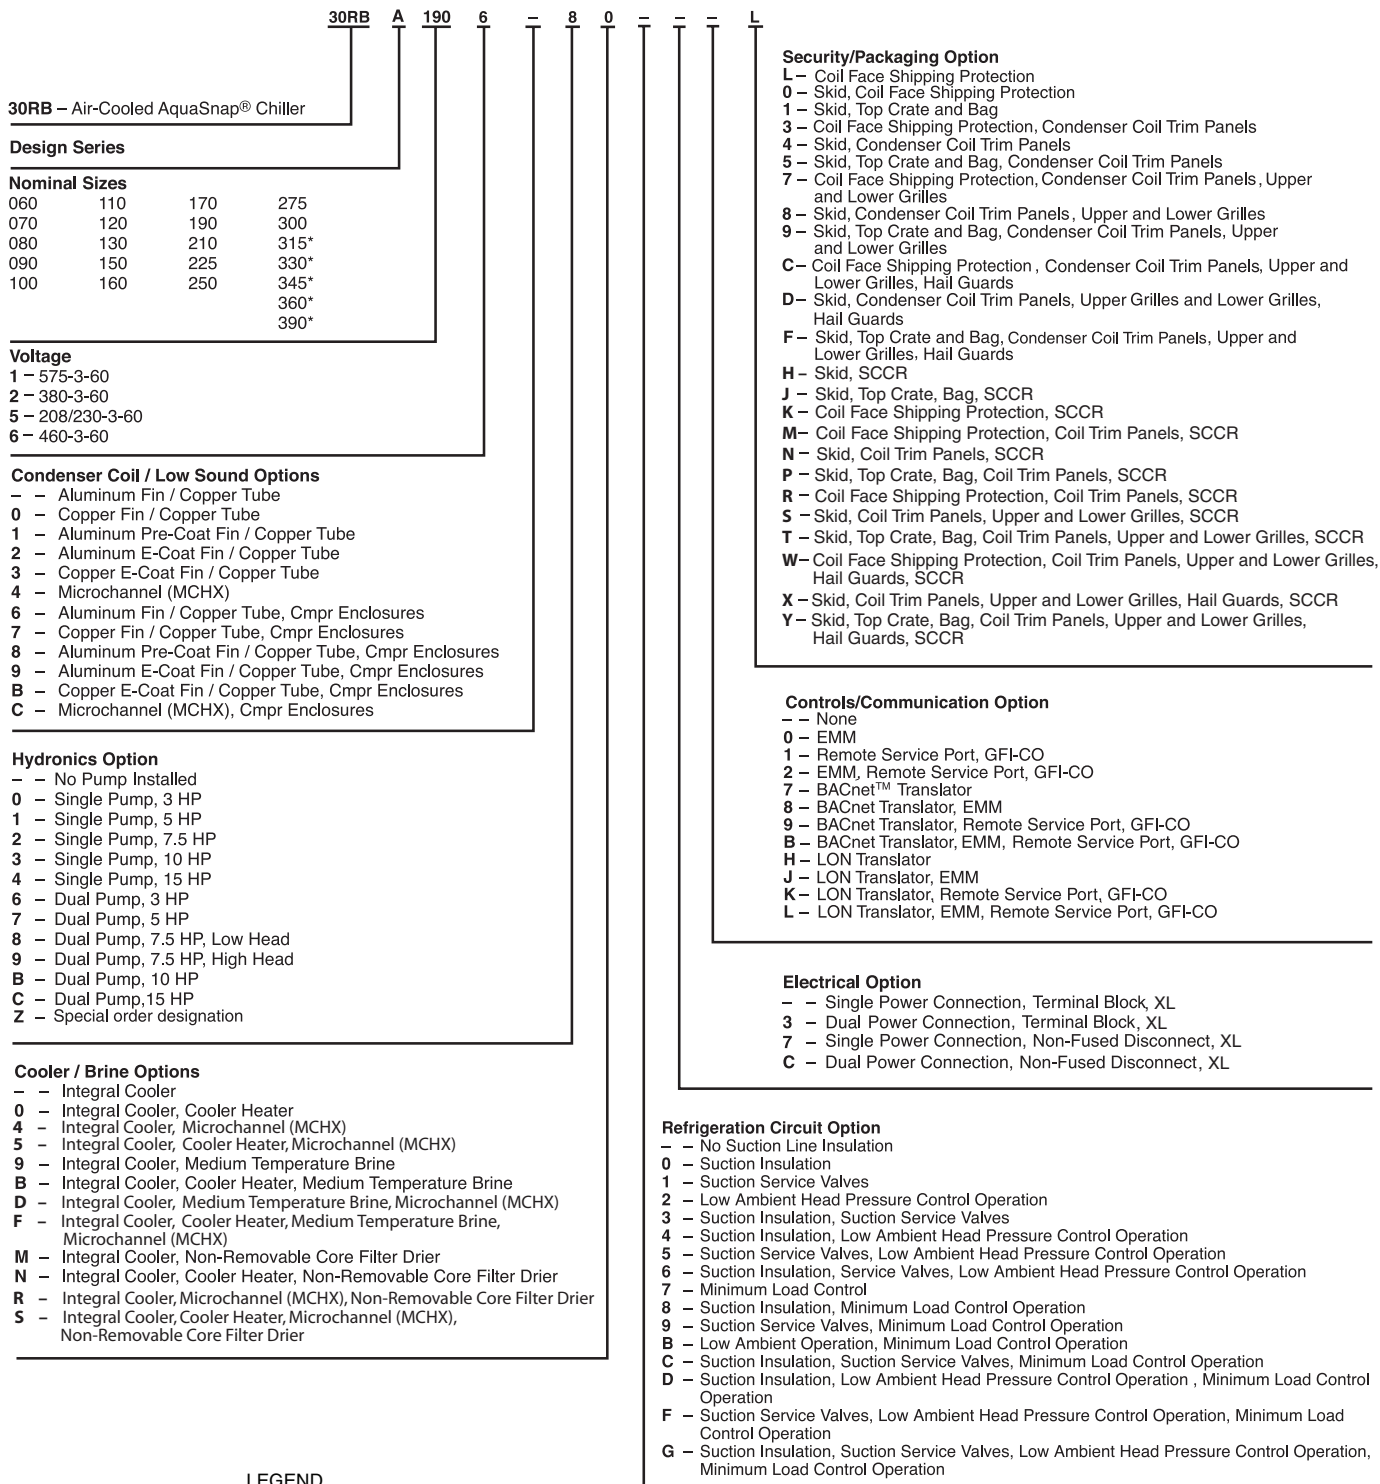 30RB A 190 6 – 8 0 – – – L
30RB – Air-Cooled AquaSnap® Chiller
Design Series
Nominal Sizes
060 110 170 275
070 120 190 300
080 130 210 315*
090 150 225 330*
100 160 250 345*
360*
390*
Voltage
1 – 575-3-60
2 – 380-3-60
5 – 208/230-3-60
6 – 460-3-60
Condenser Coil / Low Sound Options
– – Aluminum Fin / Copper Tube
0 – Copper Fin / Copper Tube
1 – Aluminum Pre-Coat Fin / Copper Tube
2 – Aluminum E-Coat Fin / Copper Tube
3 – Copper E-Coat Fin / Copper Tube
4 – Microchannel (MCHX)
6 – Aluminum Fin / Copper Tube, Cmpr Enclosures
7 – Copper Fin / Copper Tube, Cmpr Enclosures
8 – Aluminum Pre-Coat Fin / Copper Tube, Cmpr Enclosures
9 – Aluminum E-Coat Fin / Copper Tube, Cmpr Enclosures
B – Copper E-Coat Fin / Copper Tube, Cmpr Enclosures
C – Microchannel (MCHX), Cmpr Enclosures
Hydronics Option
– – No Pump Installed
0 – Single Pump, 3 HP
1 – Single Pump, 5 HP
2 – Single Pump, 7.5 HP
3 – Single Pump, 10 HP
4 – Single Pump, 15 HP
6 – Dual Pump, 3 HP
7 – Dual Pump, 5 HP
8 – Dual Pump, 7.5 HP, Low Head
9 – Dual Pump, 7.5 HP, High Head
B – Dual Pump, 10 HP
C – Dual Pump,15 HP
Z – Special order designation
Cooler / Brine Options
– – Integral Cooler
0 – Integral Cooler, Cooler Heater
4 – Integral Cooler, Microchannel (MCHX)
5 – Integral Cooler, Cooler Heater, Microchannel (MCHX)
9 – Integral Cooler, Medium Temperature Brine
B – Integral Cooler, Cooler Heater, Medium Temperature Brine
D – Integral Cooler, Medium Temperature Brine, Microchannel (MCHX)
F – Integral Cooler, Cooler Heater, Medium Temperature Brine,
Microchannel (MCHX)
M – Integral Cooler, Non-Removable Core Filter Drier
N – Integral Cooler, Cooler Heater, Non-Removable Core Filter Drier
R – Integral Cooler, Microchannel (MCHX), Non-Removable Core Filter Drier
S – Integral Cooler, Cooler Heater, Microchannel (MCHX),
Non-Removable Core Filter Drier
LEGEND
Security/Packaging Option
L – Coil Face Shipping Protection
0 – Skid, Coil Face Shipping Protection
1 – Skid, Top Crate and Bag
3 – Coil Face Shipping Protection, Condenser Coil Trim Panels
4 – Skid, Condenser Coil Trim Panels
5 – Skid, Top Crate and Bag, Condenser Coil Trim Panels
7 – Coil Face Shipping Protection, Condenser Coil Trim Panels , Upper
and Lower Grilles
8 – Skid, Condenser Coil Trim Panels , Upper and Lower Grilles
9 – Skid, Top Crate and Bag, Condenser Coil Trim Panels, Upper
and Lower Grilles
C – Coil Face Shipping Protection , Condenser Coil Trim Panels, Upper and
Lower Grilles, Hail Guards
D – Skid, Condenser Coil Trim Panels, Upper Grilles and Lower Grilles,
Hail Guards
F – Skid, Top Crate and Bag, Condenser Coil Trim Panels, Upper and
Lower Grilles, Hail Guards
H – Skid, SCCR
J – Skid, Top Crate, Bag, SCCR
K – Coil Face Shipping Protection, SCCR
M – Coil Face Shipping Protection, Coil Trim Panels, SCCR
N – Skid, Coil Trim Panels, SCCR
P – Skid, Top Crate, Bag, Coil Trim Panels, SCCR
R – Coil Face Shipping Protection, Coil Trim Panels, SCCR
S – Skid, Coil Trim Panels, Upper and Lower Grilles, SCCR
T – Skid, Top Crate, Bag, Coil Trim Panels, Upper and Lower Grilles, SCCR
W – Coil Face Shipping Protection, Coil Trim Panels, Upper and Lower Grilles,
Hail Guards, SCCR
X – Skid, Coil Trim Panels, Upper and Lower Grilles, Hail Guards, SCCR
Y – Skid, Top Crate, Bag, Coil Trim Panels, Upper and Lower Grilles,
Hail Guards, SCCR
Controls/Communication Option
– – None
0 – EMM
1 – Remote Service Port, GFI-CO
2 – EMM, Remote Service Port, GFI-CO
7 – BACnet™ Translator
8 – BACnet Translator, EMM
9 – BACnet Translator, Remote Service Port, GFI-CO
B – BACnet Translator, EMM, Remote Service Port, GFI-CO
H – LON Translator
J – LON Translator, EMM
K – LON Translator, Remote Service Port, GFI-CO
L – LON Translator, EMM, Remote Service Port, GFI-CO
Electrical Option
– – Single Power Connection, Terminal Block, XL
3 – Dual Power Connection, Terminal Block, XL
7 – Single Power Connection, Non-Fused Disconnect, XL
C – Dual Power Connection, Non-Fused Disconnect, XL
Refrigeration Circuit Option
– – No Suction Line Insulation
0 – Suction Insulation
1 – Suction Service Valves
2 – Low Ambient Head Pressure Control Operation
3 – Suction Insulation, Suction Service Valves
4 – Suction Insulation, Low Ambient Head Pressure Control Operation
5 – Suction Service Valves, Low Ambient Head Pressure Control Operation
6 – Suction Insulation, Service Valves, Low Ambient Head Pressure Control Operation
7 – Minimum Load Control
8 – Suction Insulation, Minimum Load Control Operation
9 – Suction Service Valves, Minimum Load Control Operation
B – Low Ambient Operation, Minimum Load Control Operation
C – Suction Insulation, Suction Service Valves, Minimum Load Control Operation
D – Suction Insulation, Low Ambient Head Pressure Control Operation , Minimum Load Control
Operation
F – Suction Service Valves, Low Ambient Head Pressure Control Operation, Minimum Load
Control Operation
G – Suction Insulation, Suction Service Valves, Low Ambient Head Pressure Control Operation,
Minimum Load Control Operation